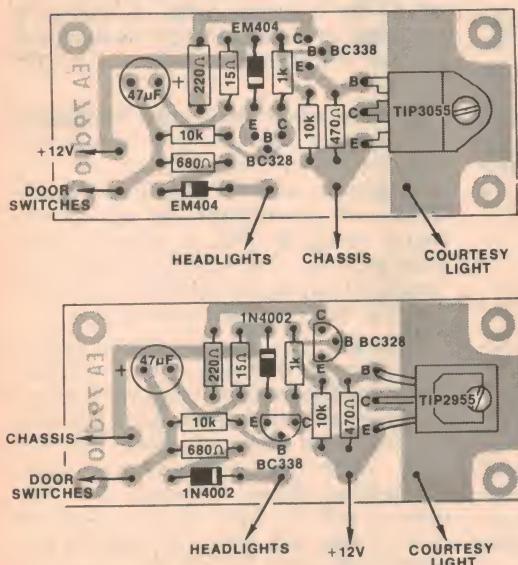 EM404
C
B BC338
E
47µF
+
220Ω
15Ω
1k
B
C TIP3055
E
10k
E C
B
BC328
10k
470Ω
680Ω
+12V
DOOR
SWITCHES
EM404
HEADLIGHTS
CHASSIS
COURTESY
LIGHT
1N4002
C
B BC328
E
47µF
+
220Ω
15Ω
1k
B
C TIP2955
E
10k
E C
B
BC338
10k
470Ω
680Ω
CHASSIS
DOOR
SWITCHES
1N4002
HEADLIGHTS
+12V
COURTESY
LIGHT